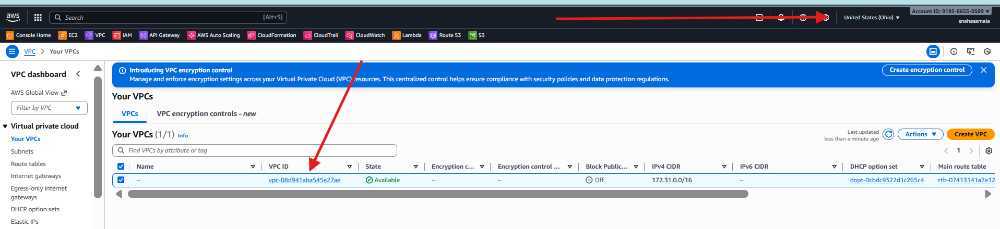 aws
Search
[Alt+S]
United States (Ohio)
Account ID: 9195-8655-0589
snehasamala
Console Home
EC2
VPC
IAM
API Gateway
AWS Auto Scaling
CloudFormation
CloudTrail
CloudWatch
Lambda
Route 53
S3
VPC
Your VPCs
VPC dashboard
AWS Global View
Filter by VPC
Virtual private cloud
Your VPCs
Subnets
Route tables
Internet gateways
Egress-only internet
gateways
DHCP option sets
Elastic IPs
Introducing VPC encryption control
Manage and enforce encryption settings across your Virtual Private Cloud (VPC) resources. This centralized control helps ensure compliance with security policies and data protection regulations.
Create encryption control
Your VPCs
VPCs
VPC encryption controls - new
Your VPCs (1/1) Info
Last updated
less than a minute ago
Actions
Create VPC
Find VPCs by attribute or tag
1
Name
VPC ID
State
Encryption c...
Encryption control ...
Block Public...
IPv4 CIDR
IPv6 CIDR
DHCP option set
Main route table
–
vpc-08d941aba545e27ae
Available
–
–
Off
172.31.0.0/16
–
dopt-0cbdc9322d1c265c4
rtb-07413141a7e12